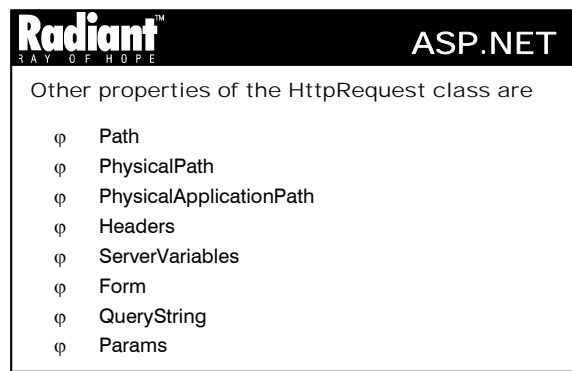 Radiant™
RAY OF HOPE
ASP.NET
Other properties of the HttpRequest class are
φ Path
φ PhysicalPath
φ PhysicalApplicationPath
φ Headers
φ ServerVariables
φ Form
φ QueryString
φ Params